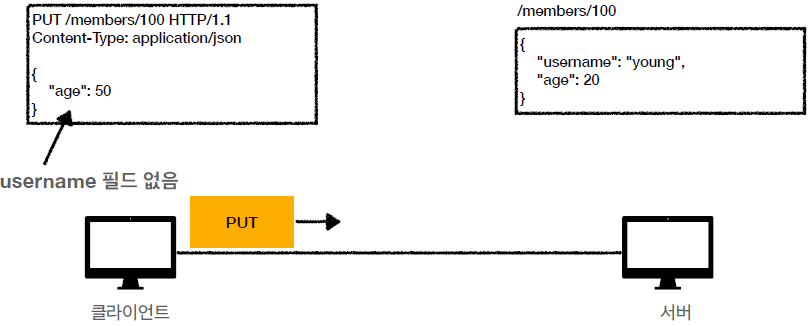 PUT /members/100 HTTP/1.1
Content-Type: application/json
{
"age": 50
}
username 필드 없음
/members/100
{
"username": "young",
"age": 20
}
PUT
클라이언트
서버